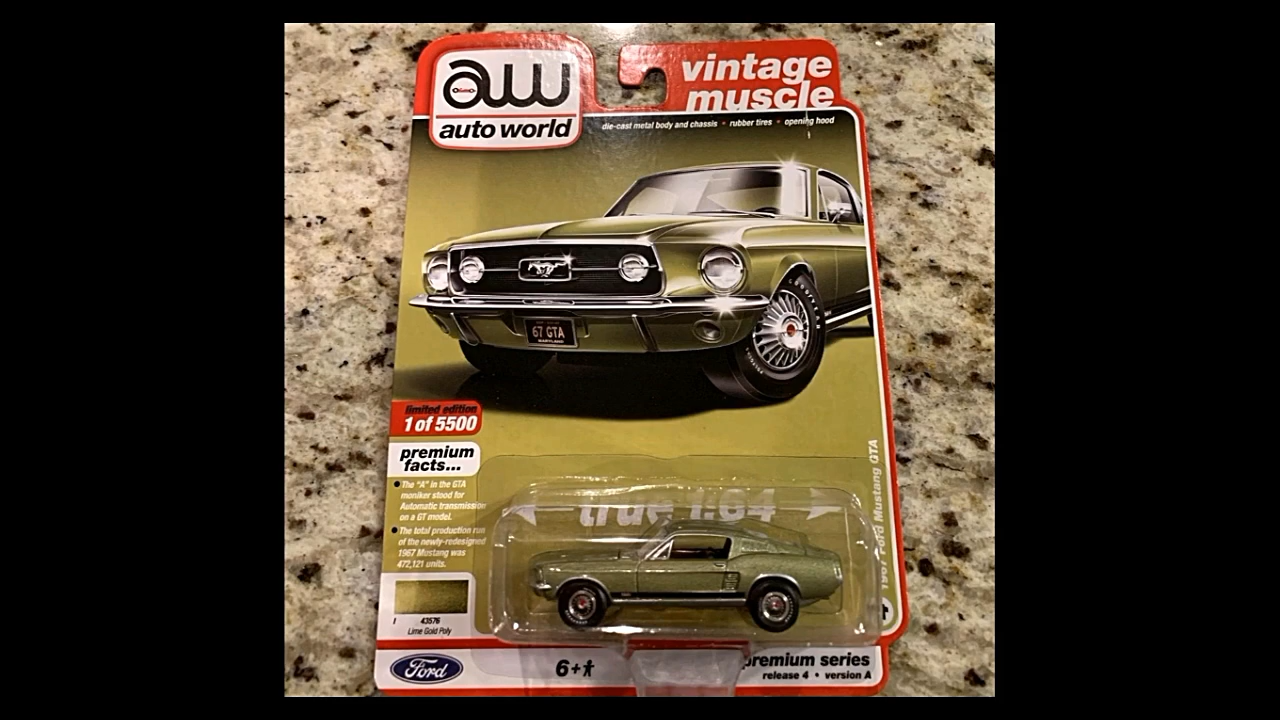 aw
auto world
vintage
muscle
die-cast metal body and chassis • rubber tires • opening hood
67 GTA
MARYLAND
GOODYEAR
limited edition
1 of 5500
premium
facts...
• The "A" in the GTA
moniker stood for
Automatic transmission
on a GT model.
• The total production run
of the newly-redesigned
1967 Mustang was
472,121 units.
true 1:64
1967 Ford Mustang GTA
I 43576
Lime Gold Poly
Ford
6+
premium series
release 4 • version A